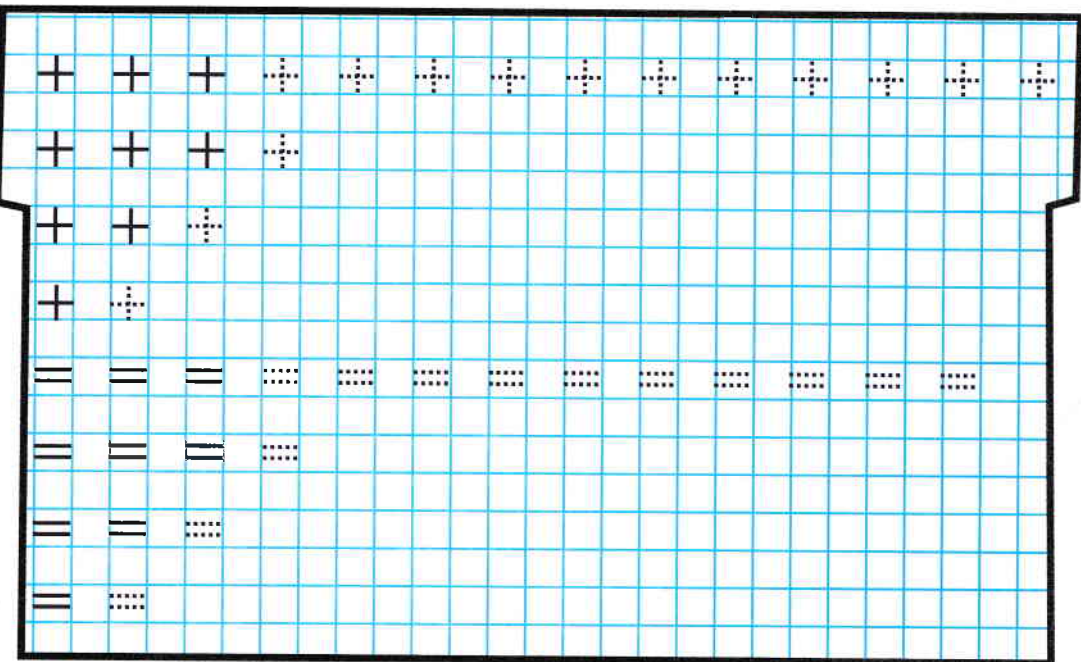 + + + + + + + + + + + + + +
+ + + +
+ + +
+ +
= = = = = = = = = = = = =
= = = =
= = =
= =